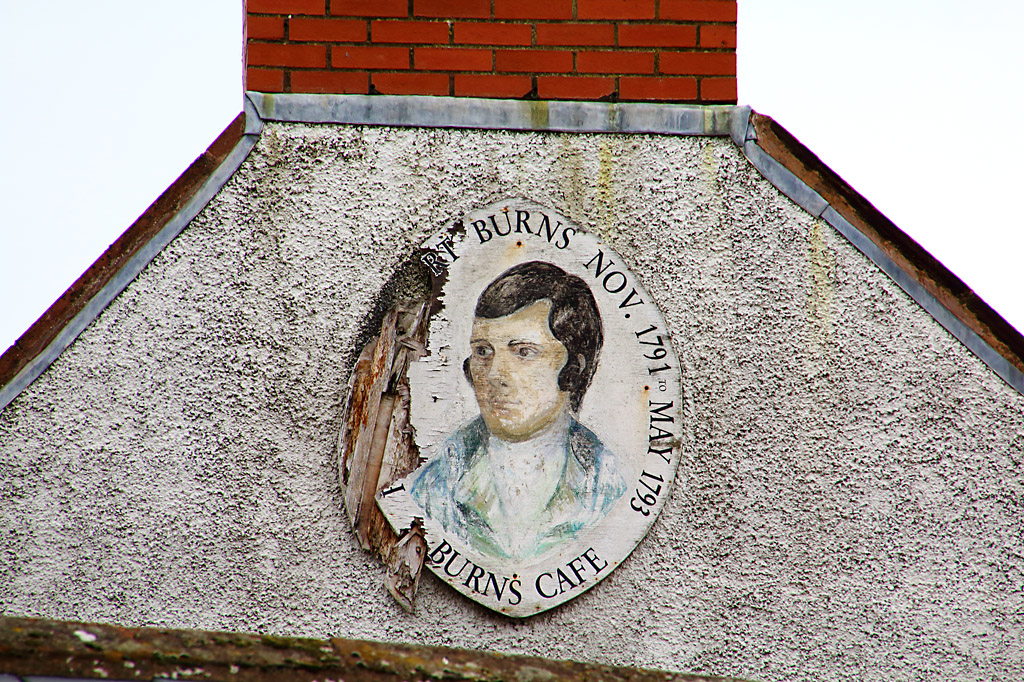 RT BURNS NOV. 1791 TO MAY 1793
BURNS CAFE